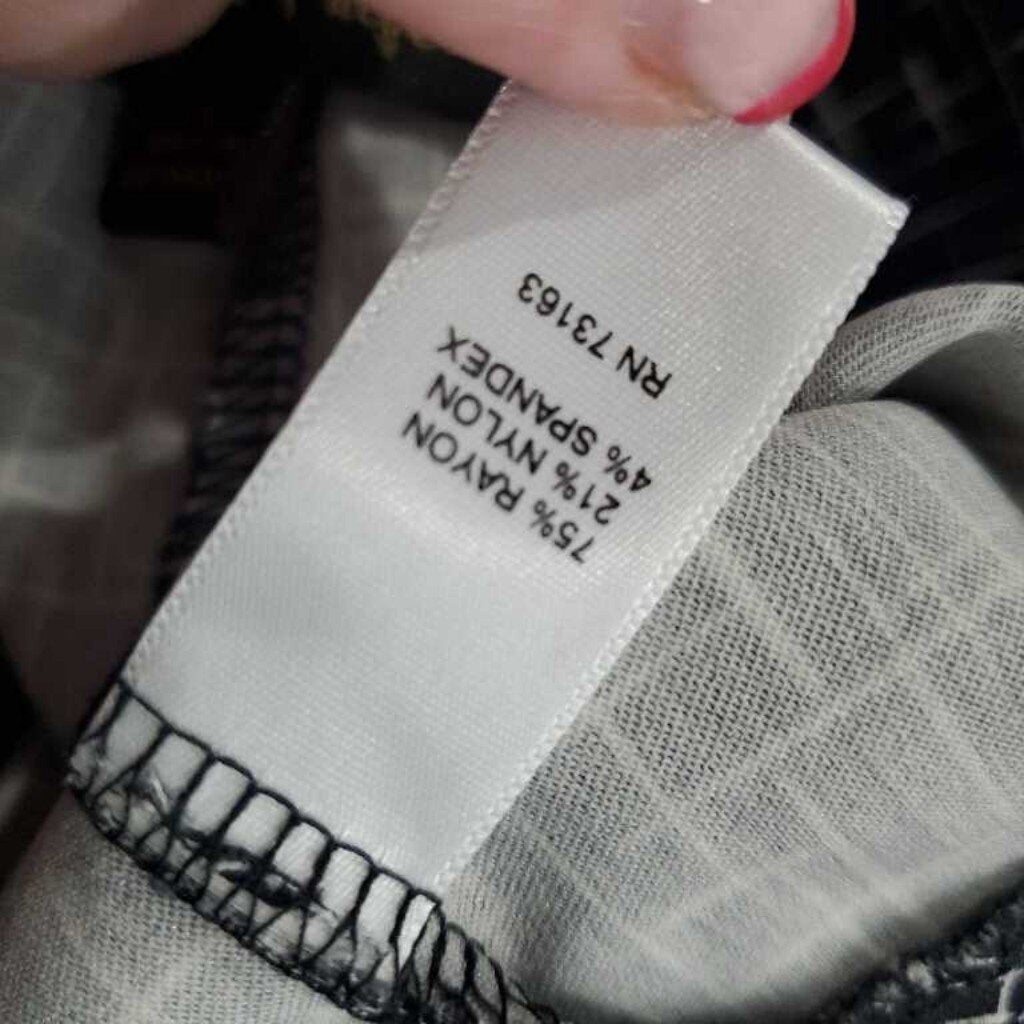 75% RAYON
21% NYLON
4% SPANDEX
RN 73163